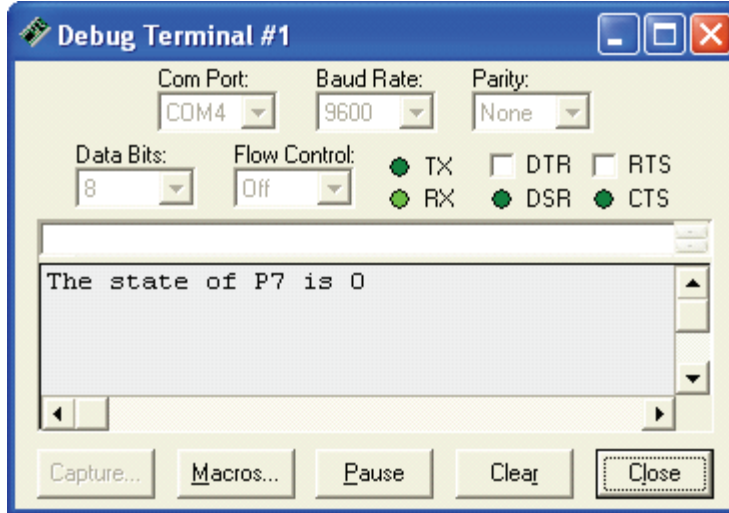 Debug Terminal #1
Com Port: Baud Rate: Parity:
COM4 9600 None
Data Bits: Flow Control: TX DTR RTS
8 Off RX DSR CTS
The state of P7 is 0
Capture... Macros... Pause Clear Close